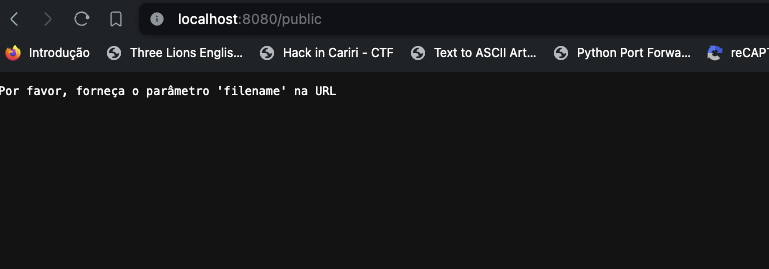 localhost:8080/public
Introdução Three Lions Englis... Hack in Cariri - CTF Text to ASCII Art... Python Port Forwa... reCAPT
Por favor, forneça o parâmetro 'filename' na URL